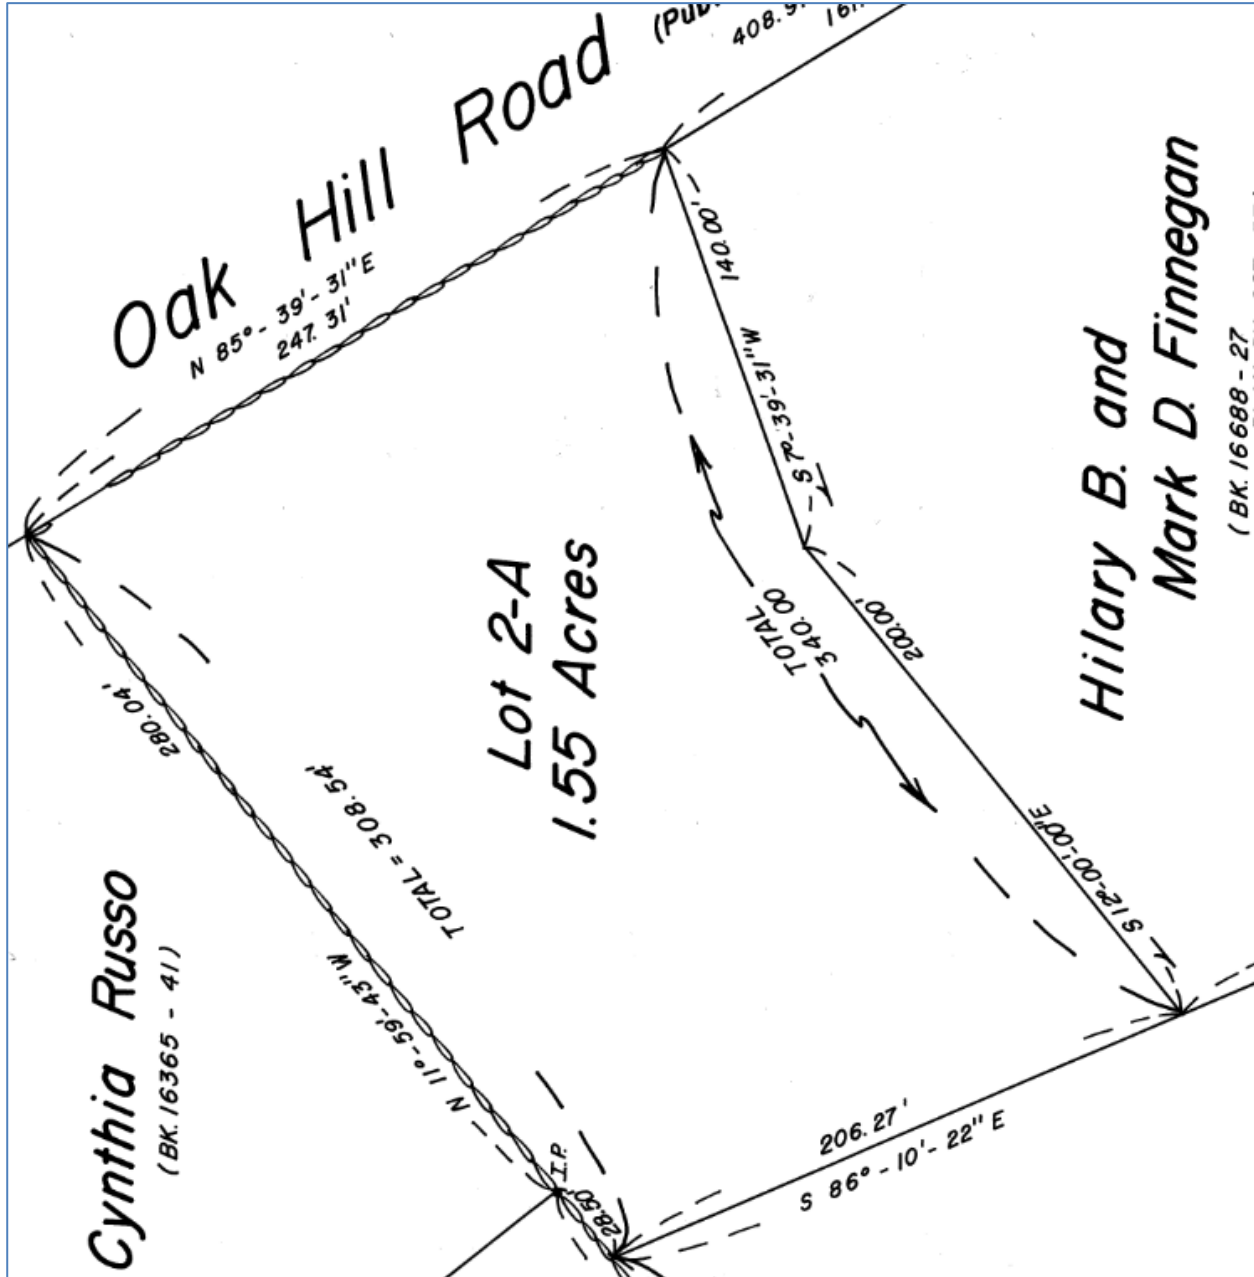 (Pub
408.9
161.
Oak Hill Road
N 85° - 39' - 31" E
247.31'
140.00'
S 7°-39'-31" W
Hilary B. and
Mark D. Finnegan
(BK. 16688 - 27
TOTAL
340.00
200.00'
Lot 2-A
1.55 Acres
280.04'
TOTAL = 308.54'
S 12°-00'-00" E
N 11°-59'-43" W
Cynthia Russo
(BK. 16365 - 41)
I.P.
28.50'
206.27'
S 86° - 10' - 22" E